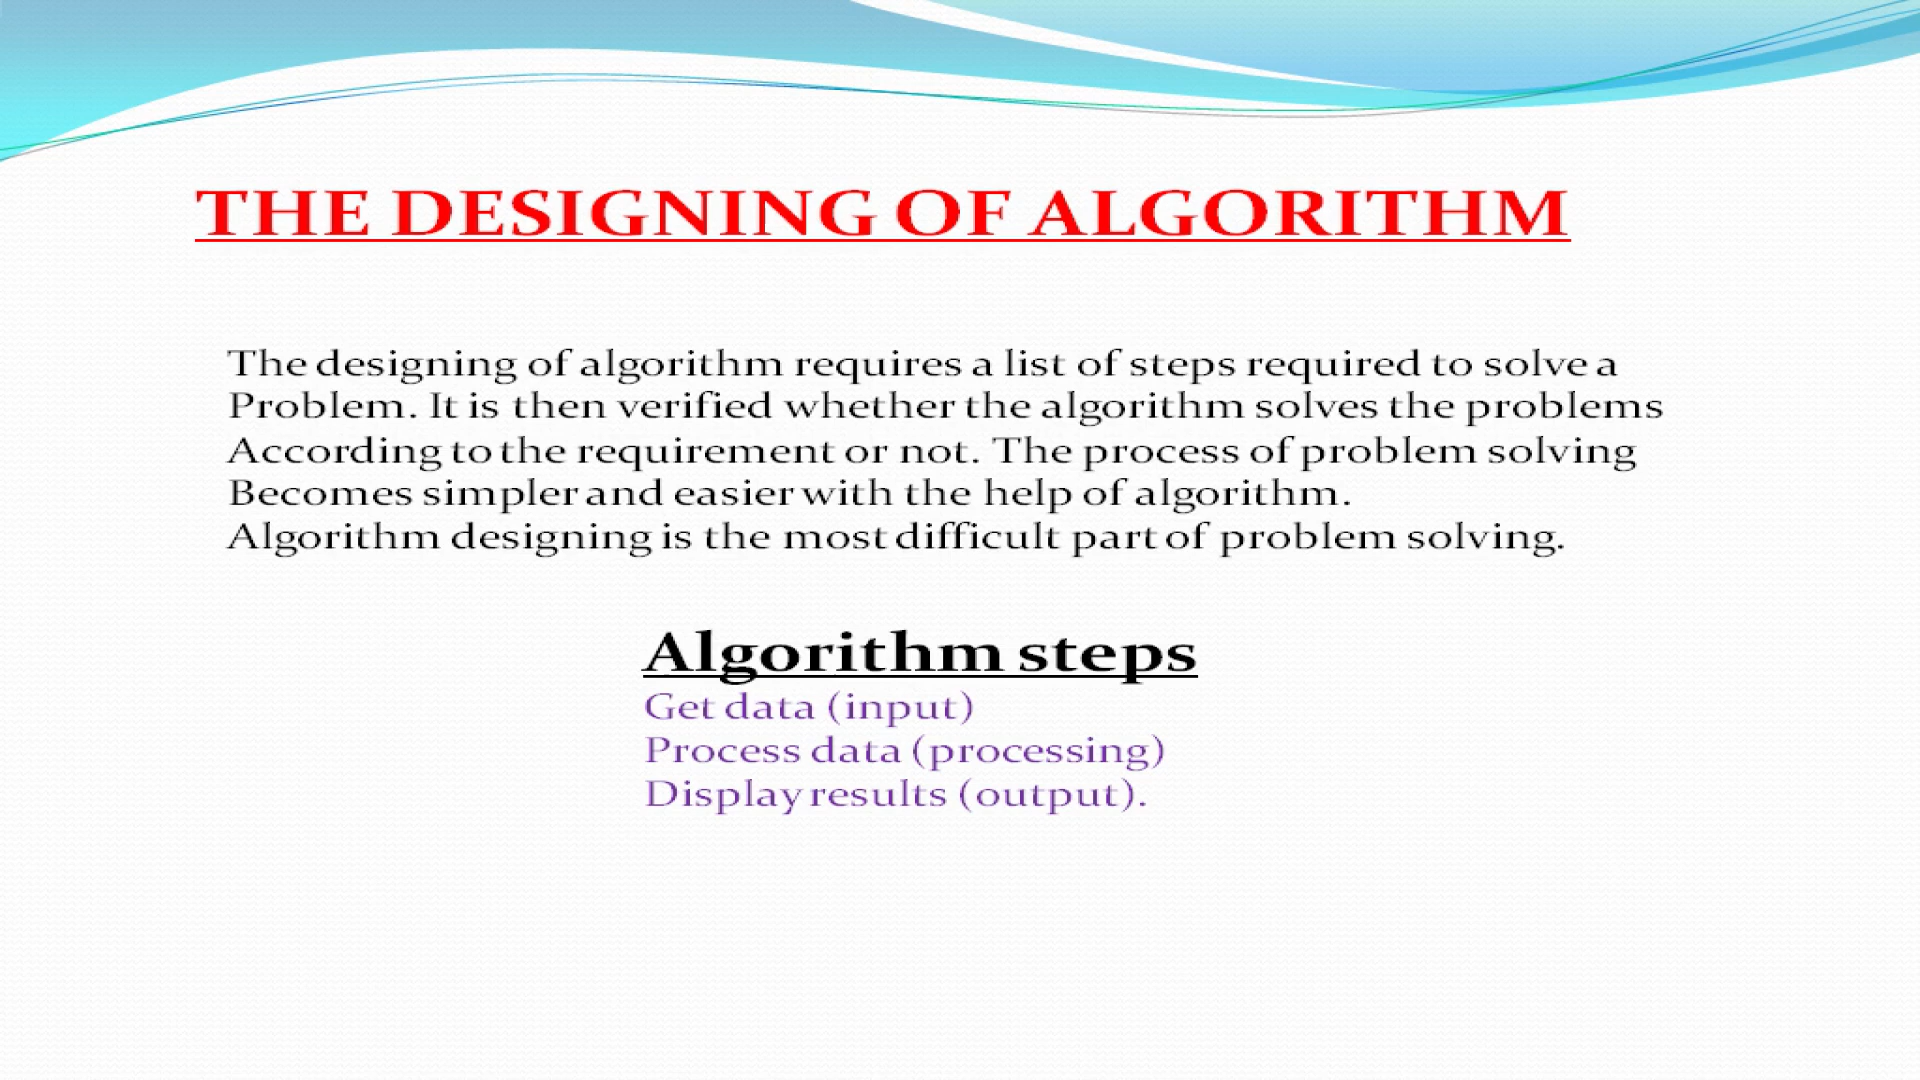 THE DESIGNING OF ALGORITHM
The designing of algorithm requires a list of steps required to solve a
Problem. It is then verified whether the algorithm solves the problems
According to the requirement or not. The process of problem solving
Becomes simpler and easier with the help of algorithm.
Algorithm designing is the most difficult part of problem solving.
Algorithm steps
Get data (input)
Process data (processing)
Display results (output).